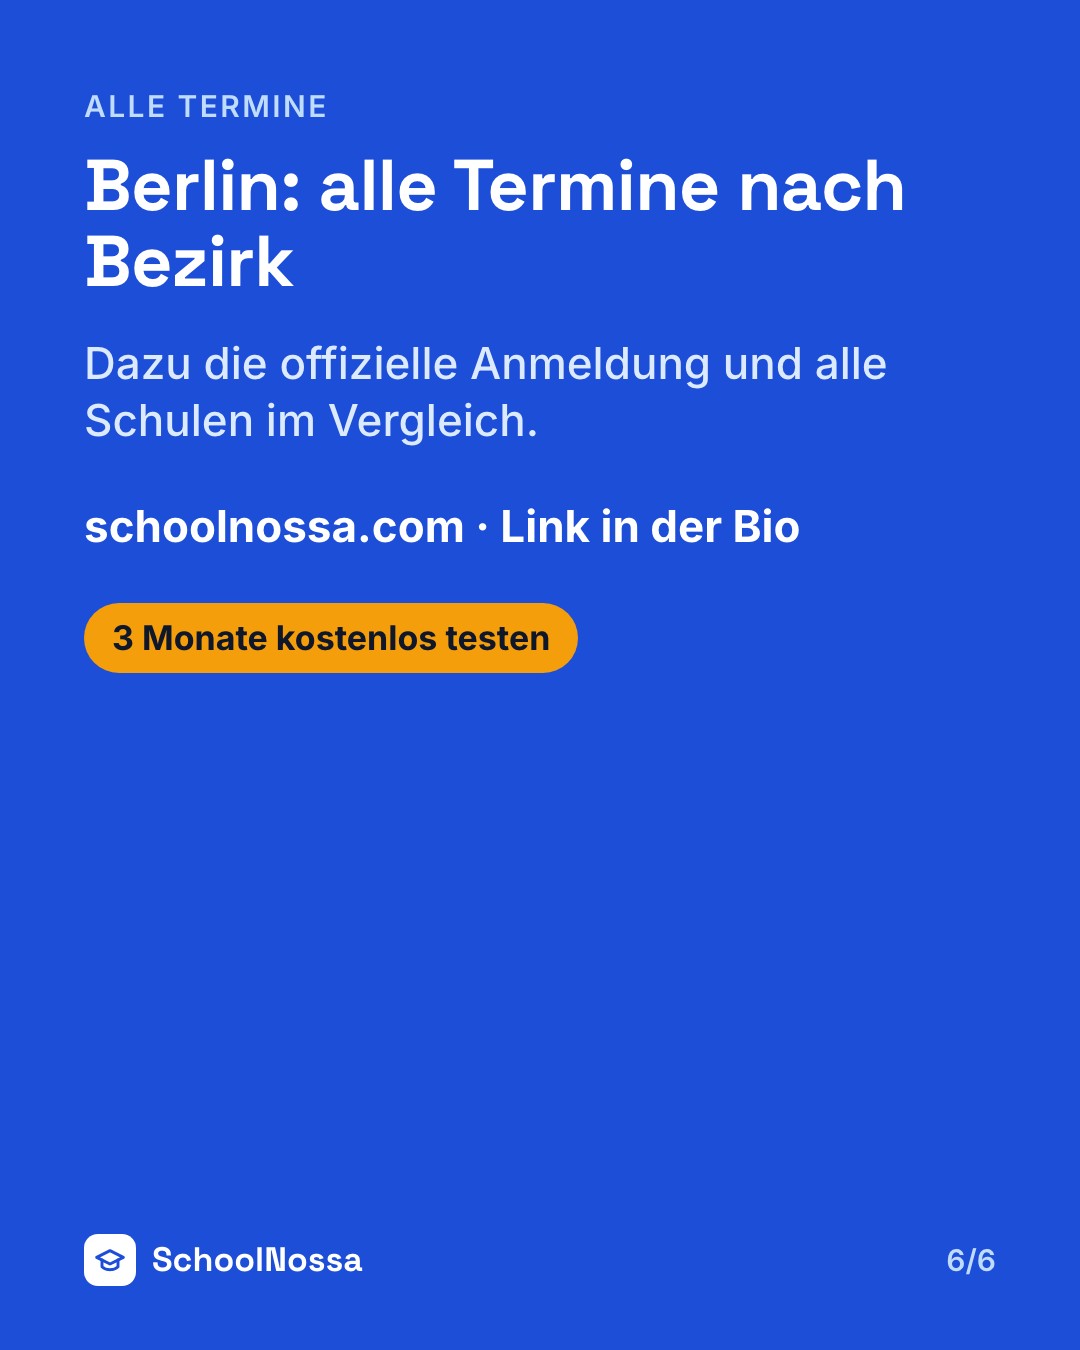 ALLE TERMINE
Berlin: alle Termine nach
Bezirk
Dazu die offizielle Anmeldung und alle
Schulen im Vergleich.
schoolnossa.com · Link in der Bio
3 Monate kostenlos testen
SchoolNossa
6/6